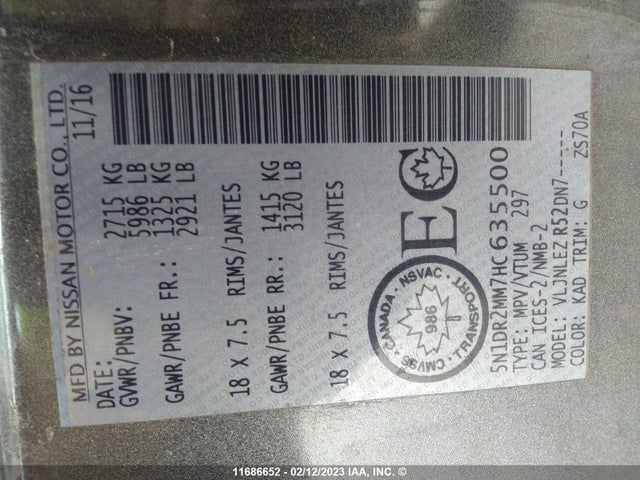 MFD BY NISSAN MOTOR CO., LTD.
DATE: 11/16
GVWR/PNBV: 2715 KG
5986 LB
GAWR/PNBE FR.: 1325 KG
2921 LB
18 X 7.5 RIMS/JANTES
GAWR/PNBE RR.: 1415 KG
3120 LB
18 X 7.5 RIMS/JANTES
EC
CANADA · NSVAC · TRANSPORT · CMVSS
986
5N1DR2MM7HC635500
TYPE: MPV/VTUM 297
CAN ICES-2/NMB-2
MODEL: VLJNLEZ R52DN7-----
COLOR: KAD TRIM: G ZS70A
11686652 - 02/12/2023 IAA, Inc. ©